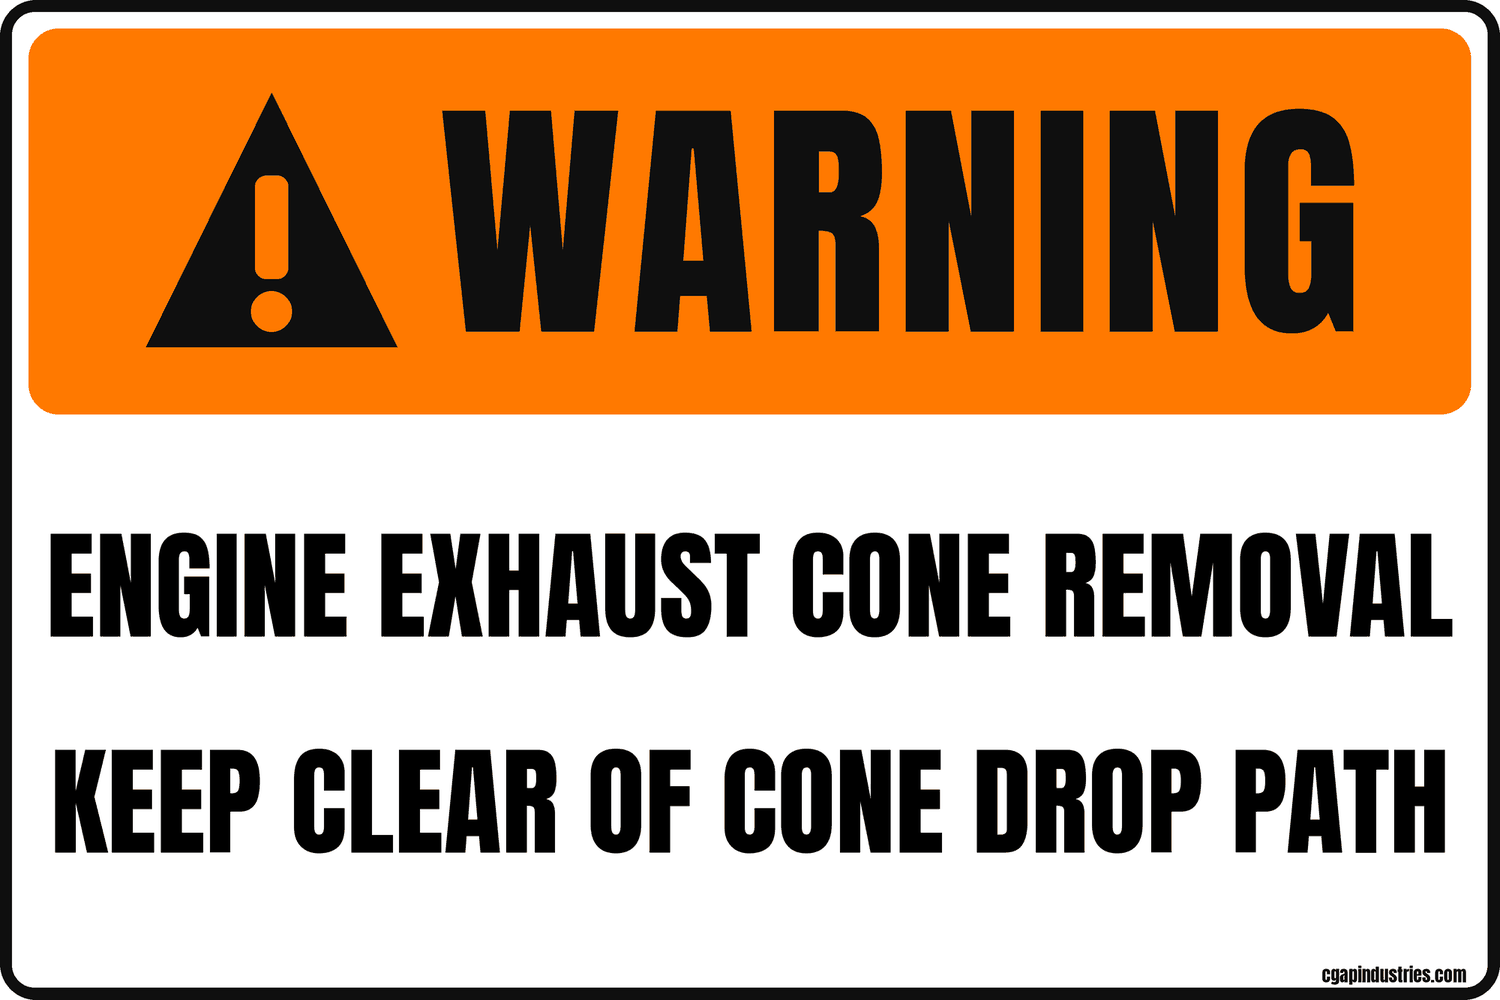 WARNING
ENGINE EXHAUST CONE REMOVAL
KEEP CLEAR OF CONE DROP PATH
cgapindustries.com